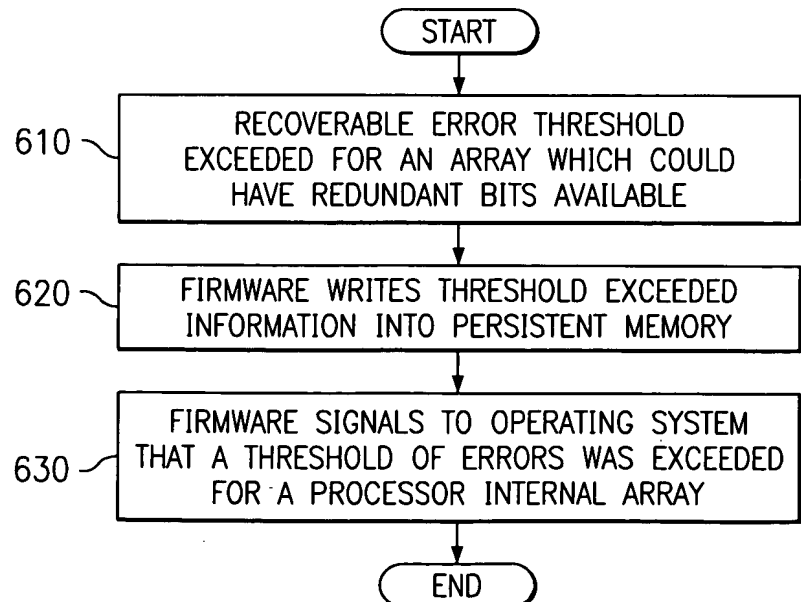 START
610
RECOVERABLE ERROR THRESHOLD
EXCEEDED FOR AN ARRAY WHICH COULD
HAVE REDUNDANT BITS AVAILABLE
620
FIRMWARE WRITES THRESHOLD EXCEEDED
INFORMATION INTO PERSISTENT MEMORY
630
FIRMWARE SIGNALS TO OPERATING SYSTEM
THAT A THRESHOLD OF ERRORS WAS EXCEEDED
FOR A PROCESSOR INTERNAL ARRAY
END